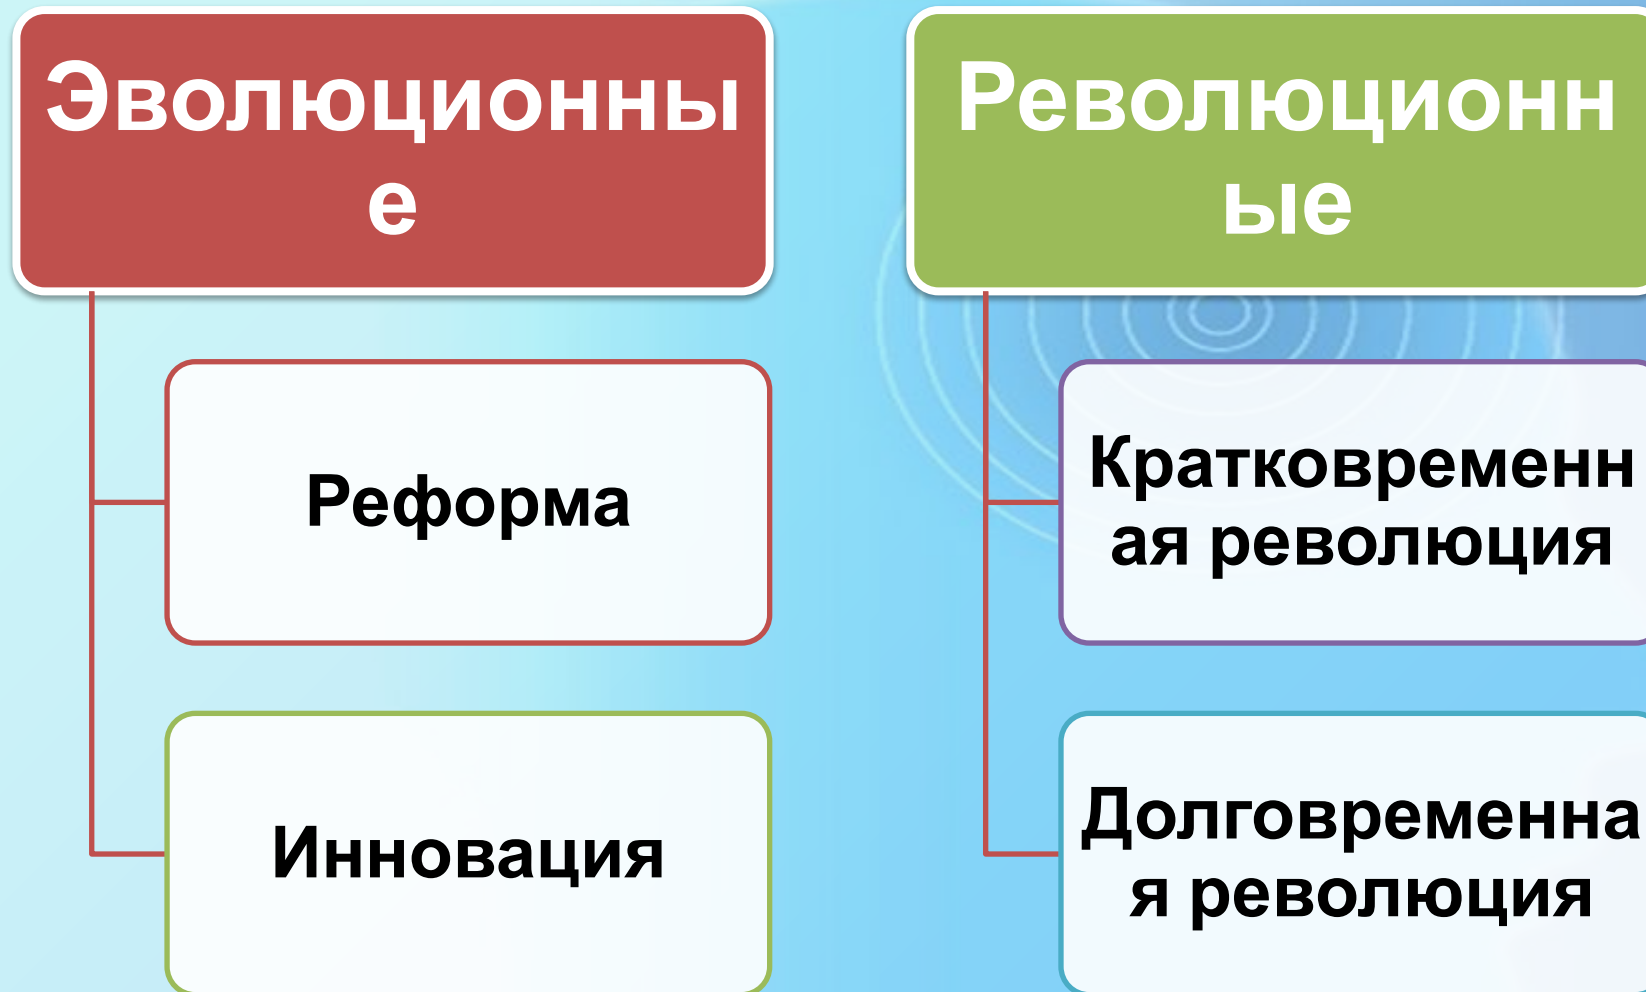 Эволюционны
е
Реформа
Инновация
Революционн
ые
Кратковременн
ая революция
Долговременна
я революция